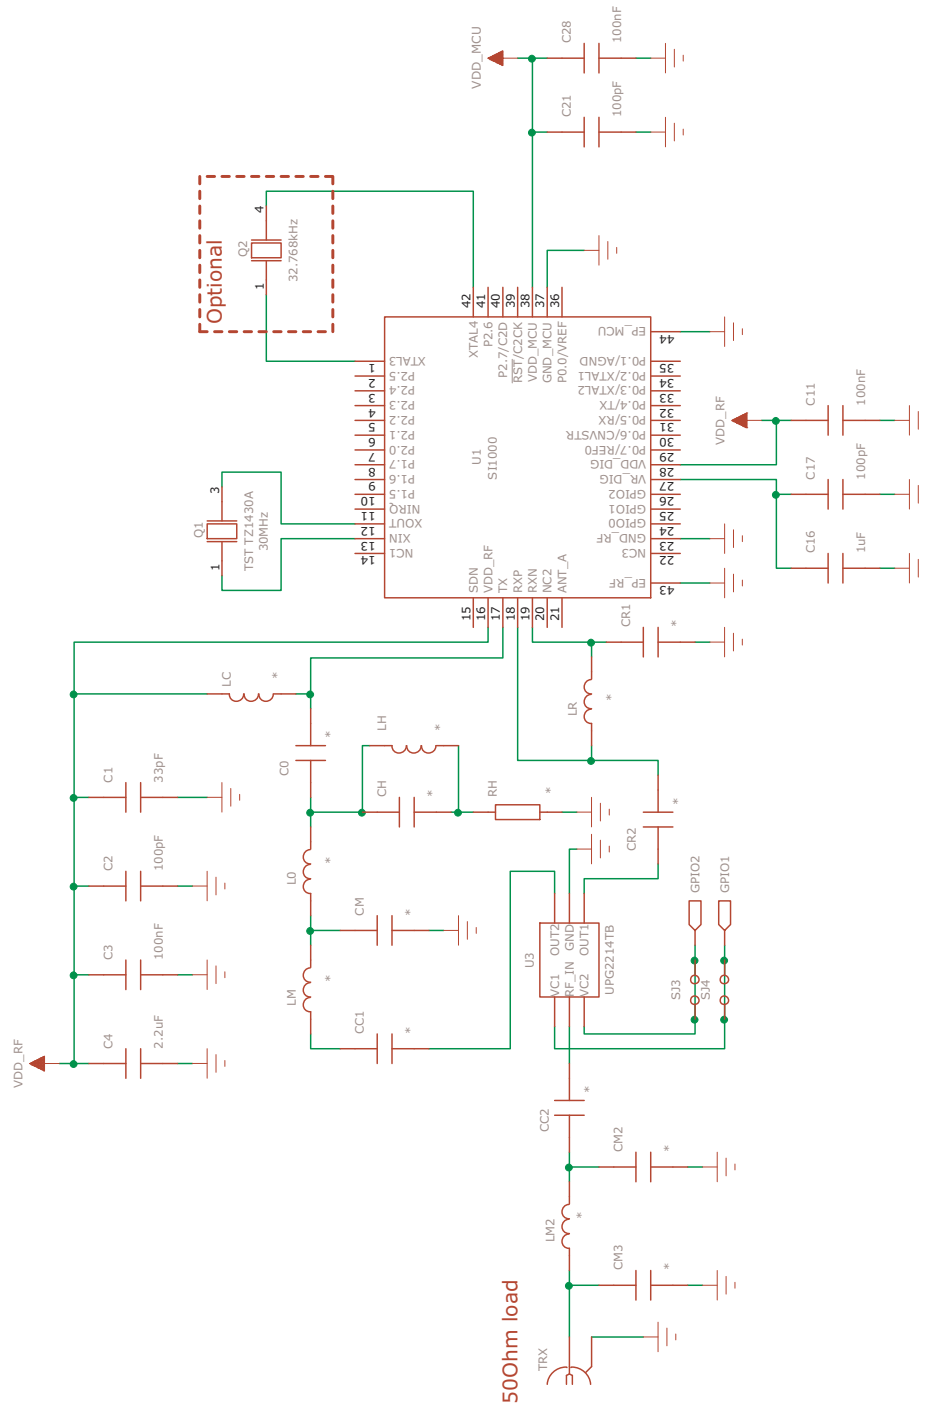 VDD_MCU
C28
100nF
C21
100pF
Optional
4
Q2
32.768kHz
1
42
41
40
39
38
37
36
XTAL4
P2.6
P2.7/C2D
RST/C2CK
VDD_MCU
GND_MCU
P0.0/VREF
XTAL3
P2.5
P2.4
P2.3
P2.2
P2.1
P2.0
P1.7
P1.6
P1.5
NIRQ
XOUT
XIN
NC1
1
2
3
4
5
6
7
8
9
10
11
12
13
14
U1
SI1000
EP_MCU
P0.1/AGND
P0.2/XTAL1
P0.3/XTAL2
P0.4/TX
P0.5/RX
P0.6/CNVSTR
P0.7/REF0
VDD_DIG
VR_DIG
GPIO2
GPIO1
GPIO0
GND_RF
NC3
EP_RF
44
35
34
33
32
31
30
29
28
27
26
25
24
23
22
43
SDN
VDD_RF
TX
RXP
RXN
NC2
ANT_A
15
16
17
18
19
20
21
3
Q1
TST TZ1430A
30MHz
1
VDD_RF
C11
100nF
C17
100pF
C16
1uF
CR1
*
LR
*
LC
*
LH
*
C0
*
CH
*
RH
*
C1
33pF
C2
100pF
C3
100nF
C4
2.2uF
VDD_RF
L0
*
CM
*
LM
*
CC1
*
CR2
*
U3
OUT2
GND
OUT1
VC1
RF_IN
VC2
UPG2214TB
GPIO2
GPIO1
SJ3
SJ4
CC2
*
CM2
*
LM2
*
CM3
*
50Ohm load
TRX